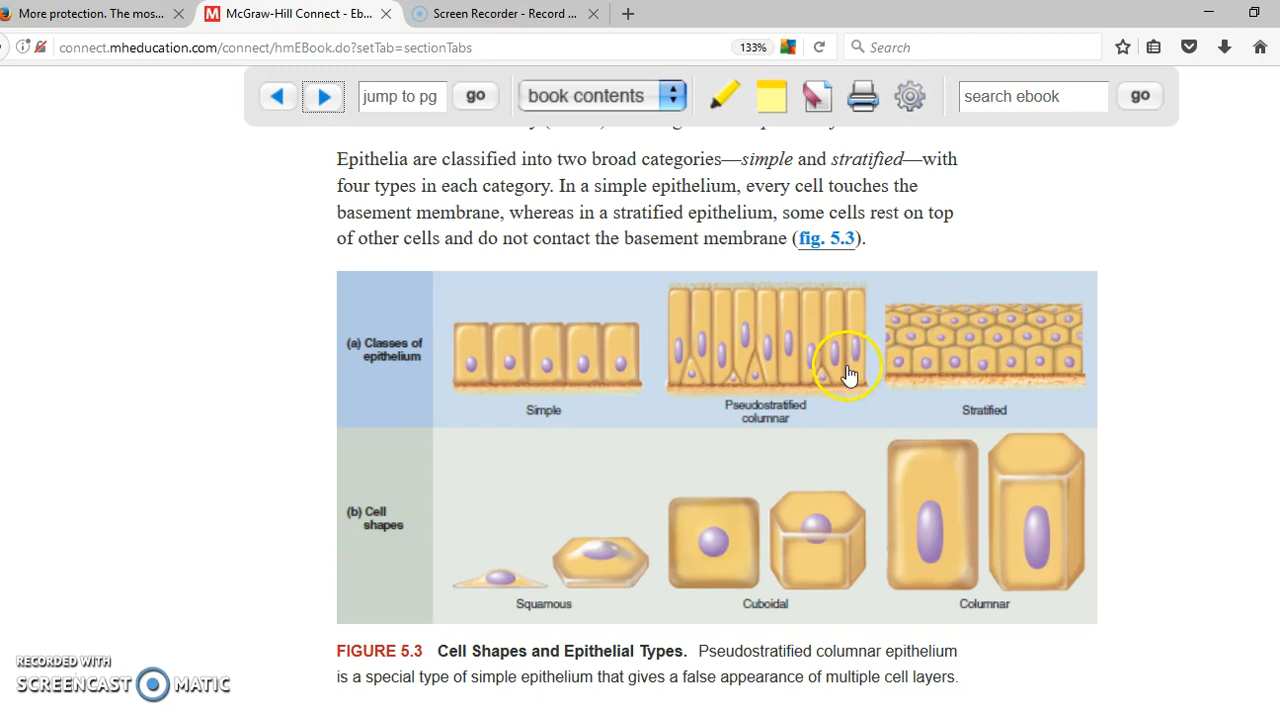 More protection. The mos...
McGraw-Hill Connect - Eb...
Screen Recorder - Record ...
connect.mheducation.com/connect/hmEBook.do?setTab=sectionTabs
133%
Search
jump to pg
go
book contents
search ebook
go
Epithelia are classified into two broad categories—simple and stratified—with
four types in each category. In a simple epithelium, every cell touches the
basement membrane, whereas in a stratified epithelium, some cells rest on top
of other cells and do not contact the basement membrane (fig. 5.3).
(a) Classes of
epithelium
Simple
Pseudostratified
columnar
Stratified
(b) Cell
shapes
Squamous
Cuboidal
Columnar
FIGURE 5.3 Cell Shapes and Epithelial Types. Pseudostratified columnar epithelium
is a special type of simple epithelium that gives a false appearance of multiple cell layers.
RECORDED WITH
SCREENCAST MATIC